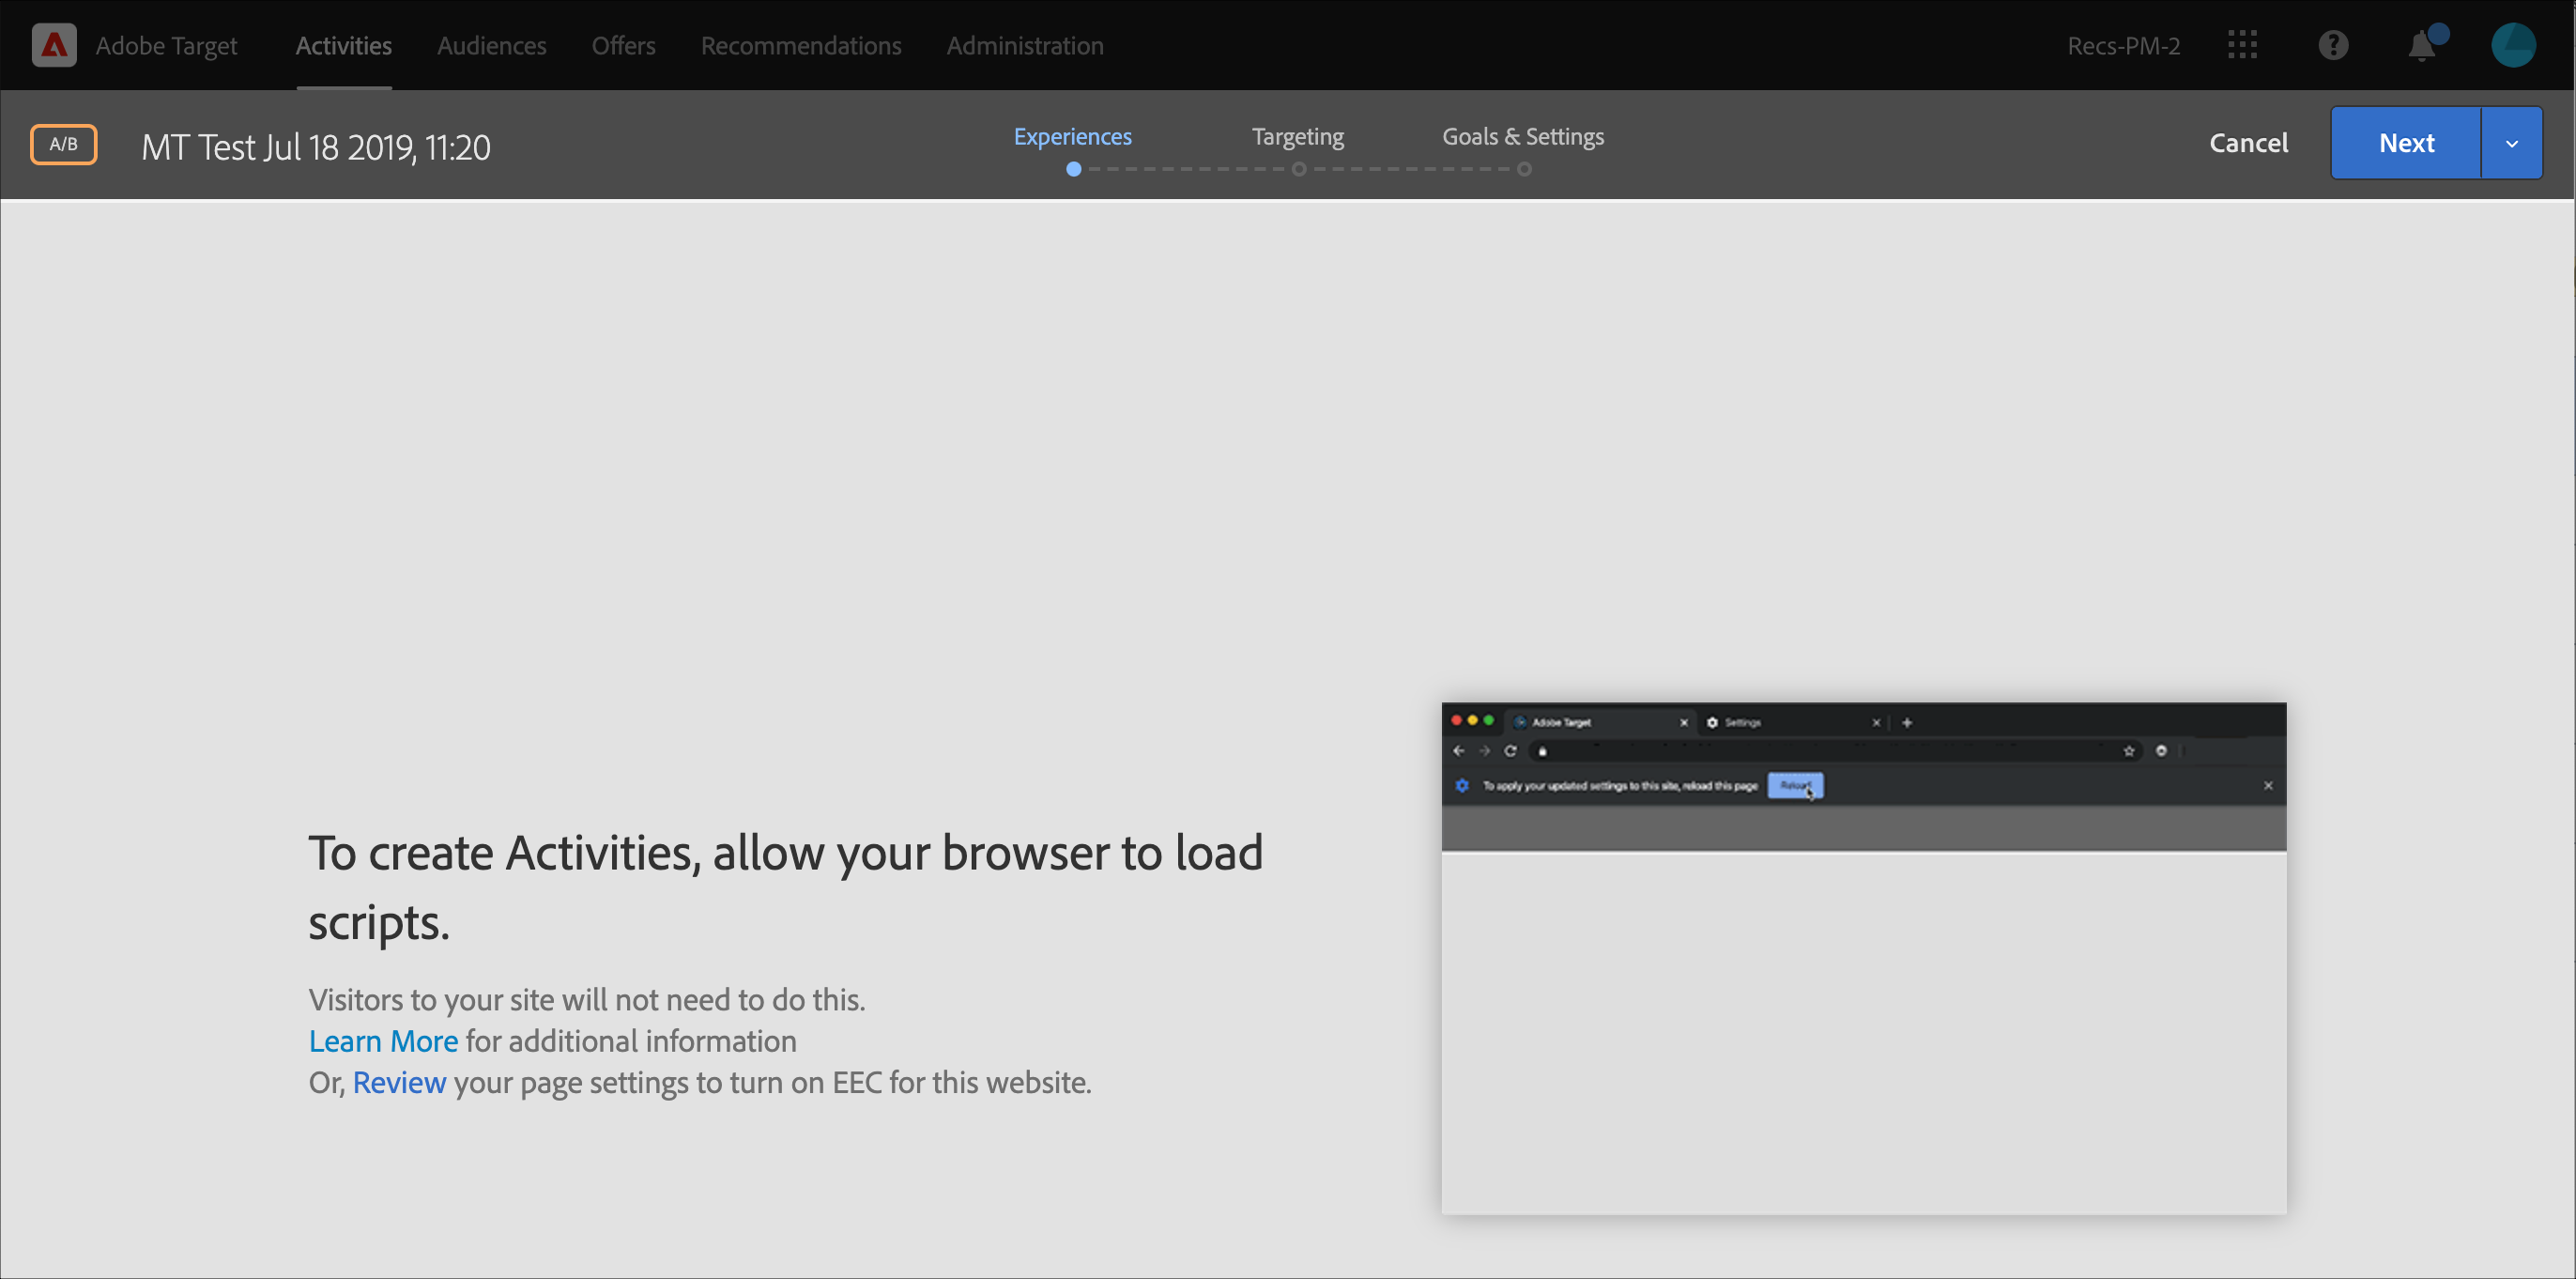 Adobe Target Activities Audiences Offers Recommendations Administration Recs-PM-2
A/B MT Test Jul 18 2019, 11:20 Experiences Targeting Goals & Settings Cancel Next
To create Activities, allow your browser to load
scripts.
Visitors to your site will not need to do this.
Learn More for additional information
Or, Review your page settings to turn on EEC for this website.
Adobe Target Settings
To apply your updated settings to this site, reload this page Reload